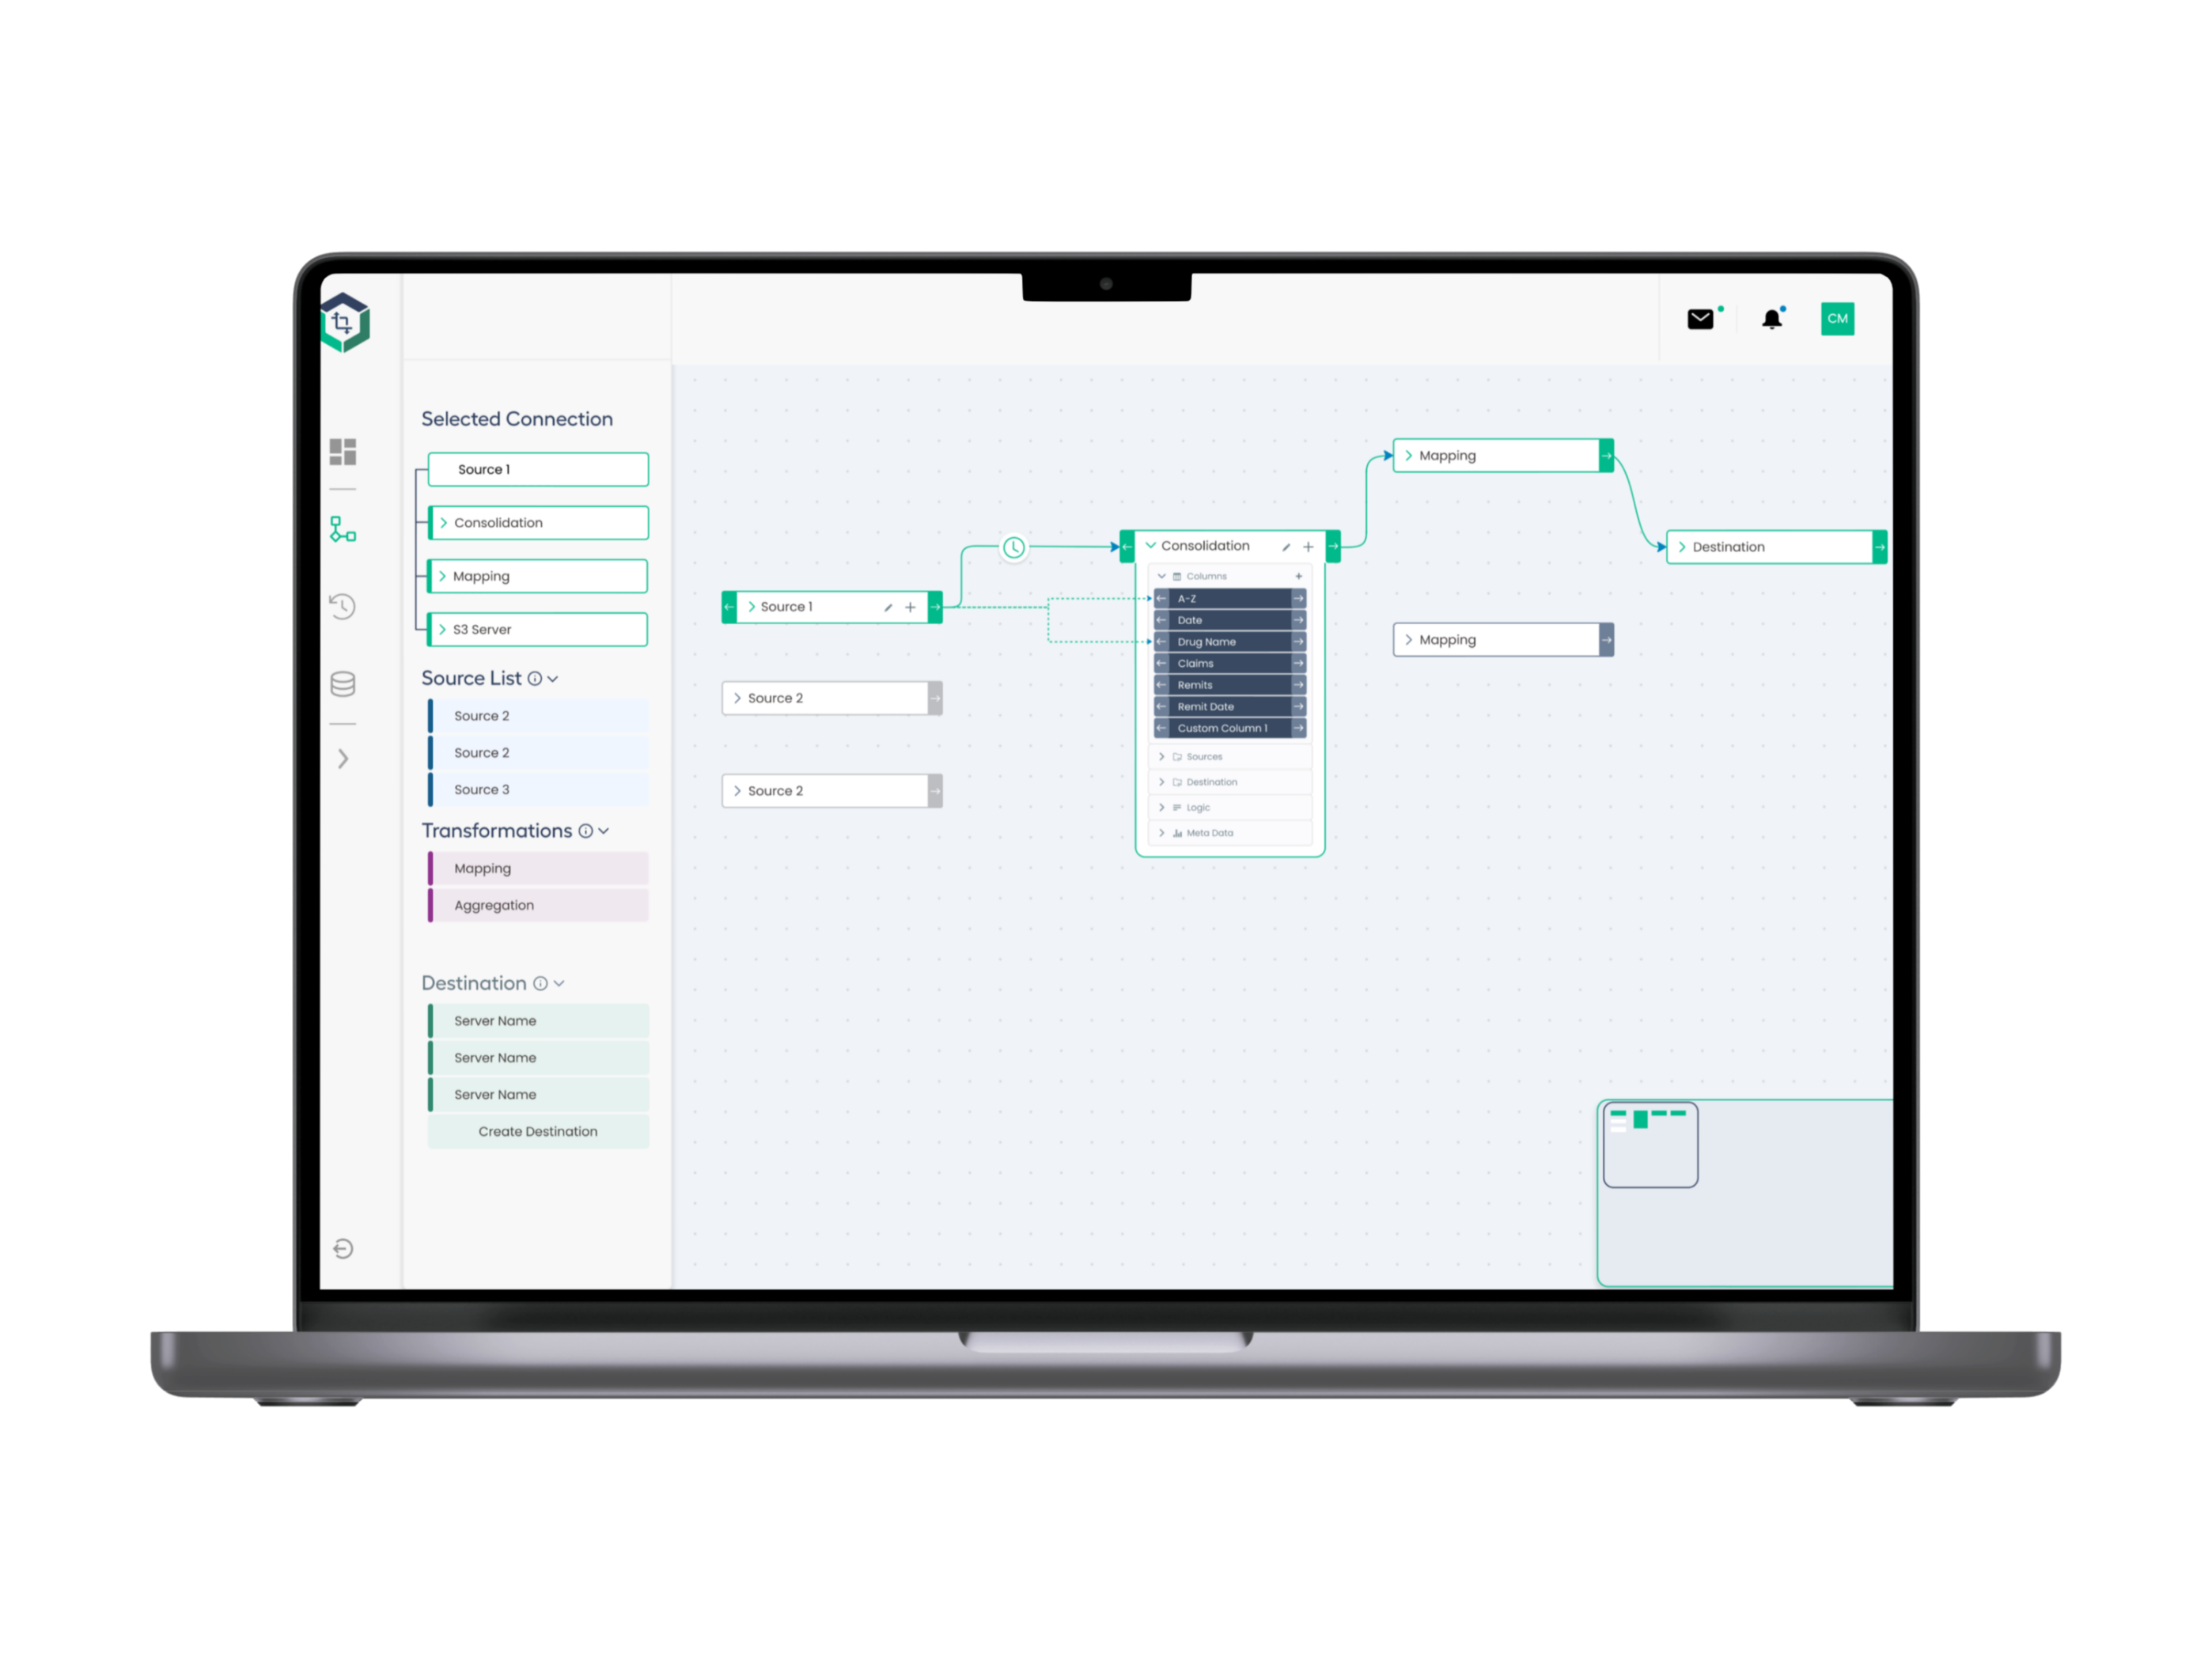 CM
Selected Connection
Source 1
Consolidation
Mapping
S3 Server
Source List
Source 2
Source 2
Source 3
Transformations
Mapping
Aggregation
Destination
Server Name
Server Name
Server Name
Create Destination
Source 1
Source 2
Source 2
Consolidation
Columns
A-Z
Date
Drug Name
Claims
Remits
Remit Date
Custom Column 1
Sources
Destination
Logic
Meta Data
Mapping
Mapping
Destination